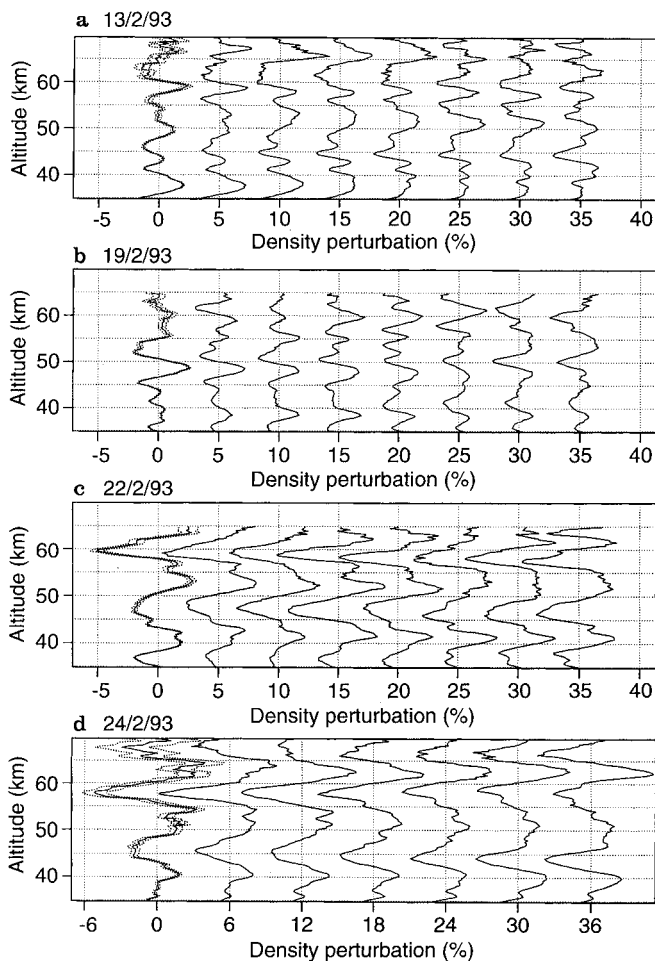 a 13/2/93
Altitude (km)
60
50
40
-5 0 5 10 15 20 25 30 35 40
Density perturbation (%)
b 19/2/93
Altitude (km)
60
50
40
-5 0 5 10 15 20 25 30 35 40
Density perturbation (%)
c 22/2/93
Altitude (km)
60
50
40
-5 0 5 10 15 20 25 30 35 40
Density perturbation (%)
d 24/2/93
Altitude (km)
60
50
40
-6 0 6 12 18 24 30 36
Density perturbation (%)